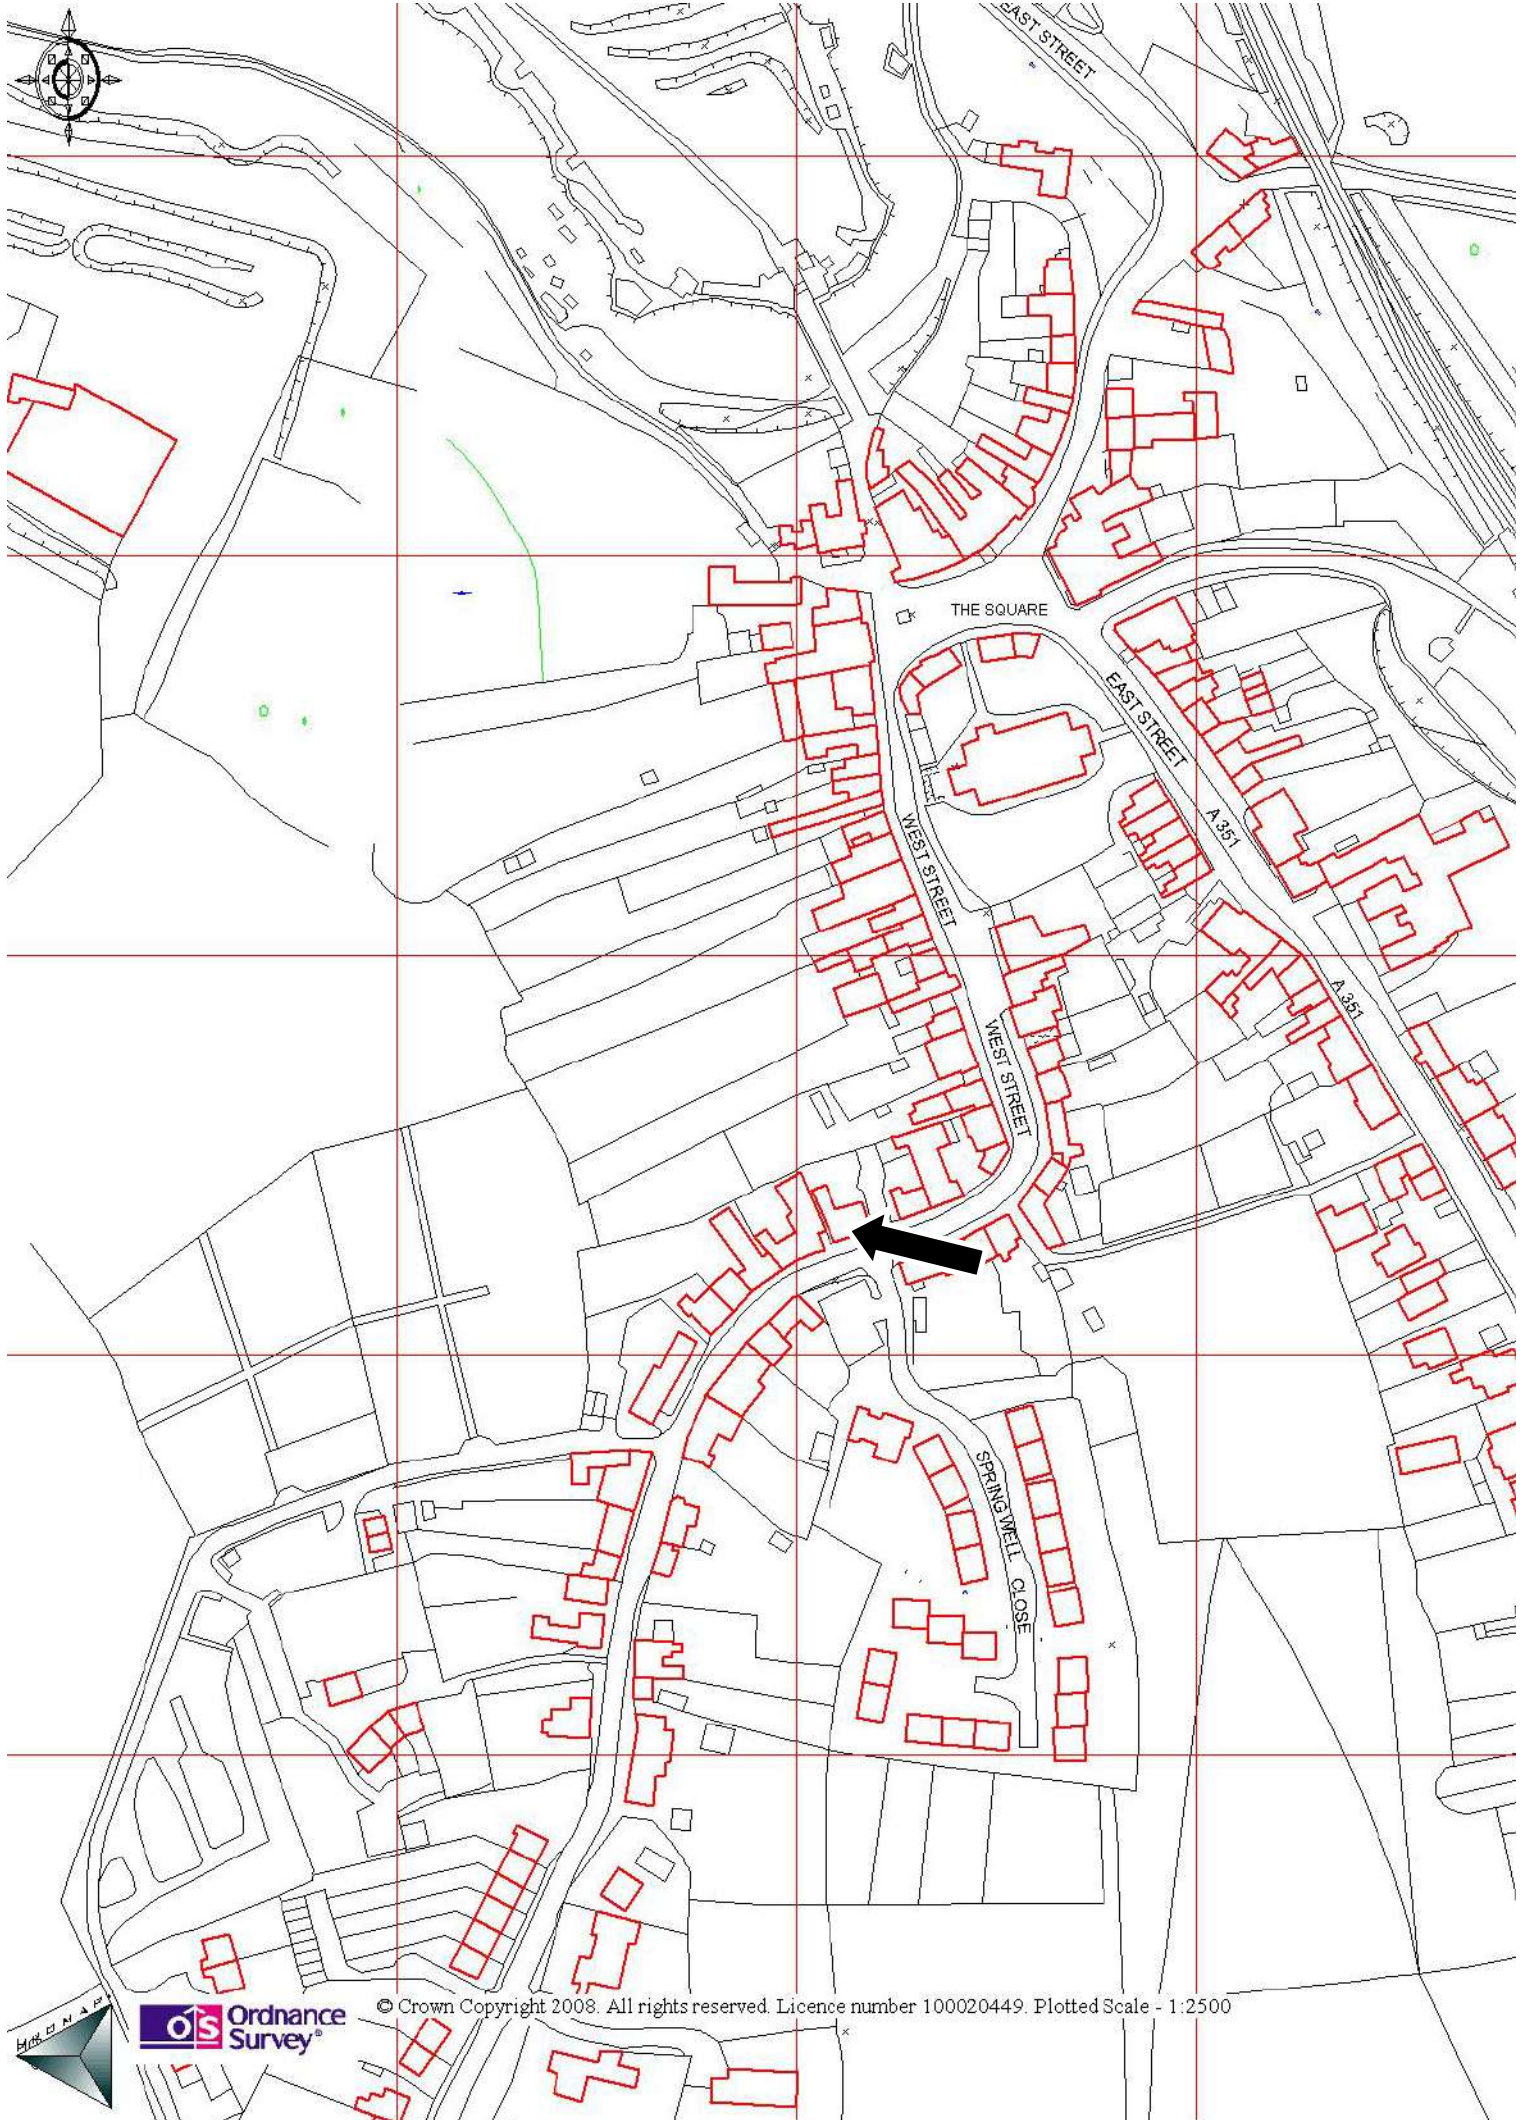 EAST STREET
THE SQUARE
EAST STREET
A 351
WEST STREET
A 351
WEST STREET
SPRING WELL CLOSE
© Crown Copyright 2008. All rights reserved. Licence number 100020449. Plotted Scale - 1:2500
OS Ordnance
Survey®